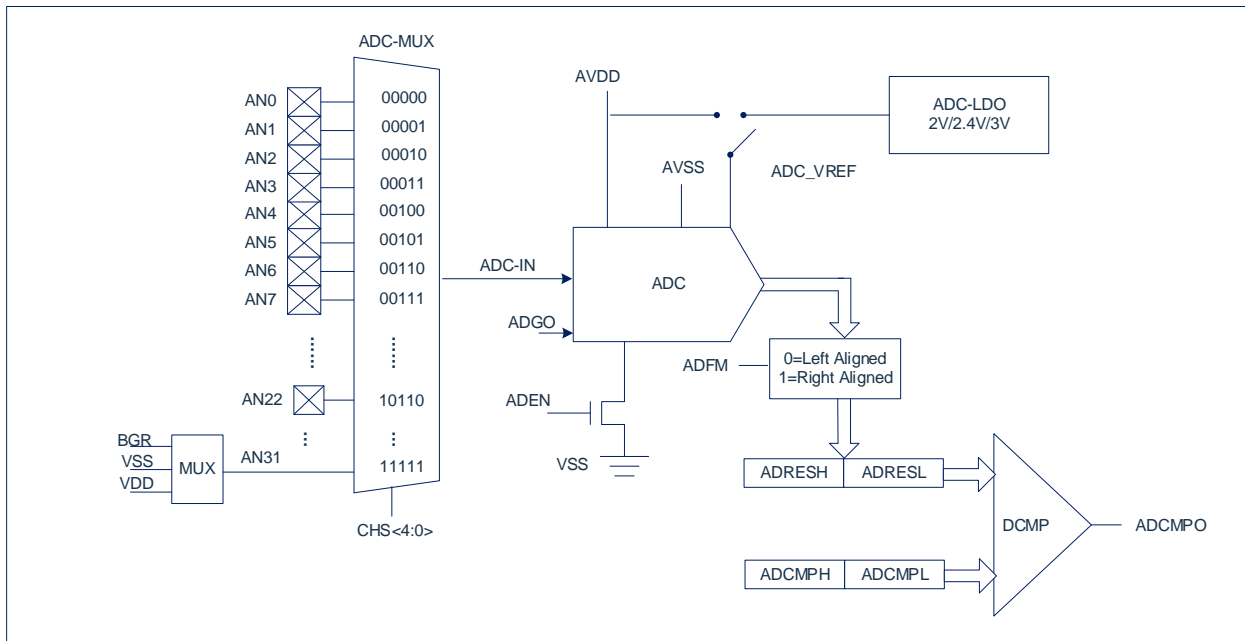 ADC-MUX
AN0
00000
AN1
00001
AN2
00010
AN3
00011
AN4
00100
AN5
00101
AN6
00110
AN7
00111
AN22
10110
BGR
VSS
VDD
MUX
AN31
11111
CHS<4:0>
AVDD
ADC-LDO
2V/2.4V/3V
AVSS
ADC_VREF
ADC-IN
ADC
ADGO
ADEN
VSS
ADFM
0=Left Aligned
1=Right Aligned
ADRESH
ADRESL
DCMP
ADCMPO
ADCMPH
ADCMPL